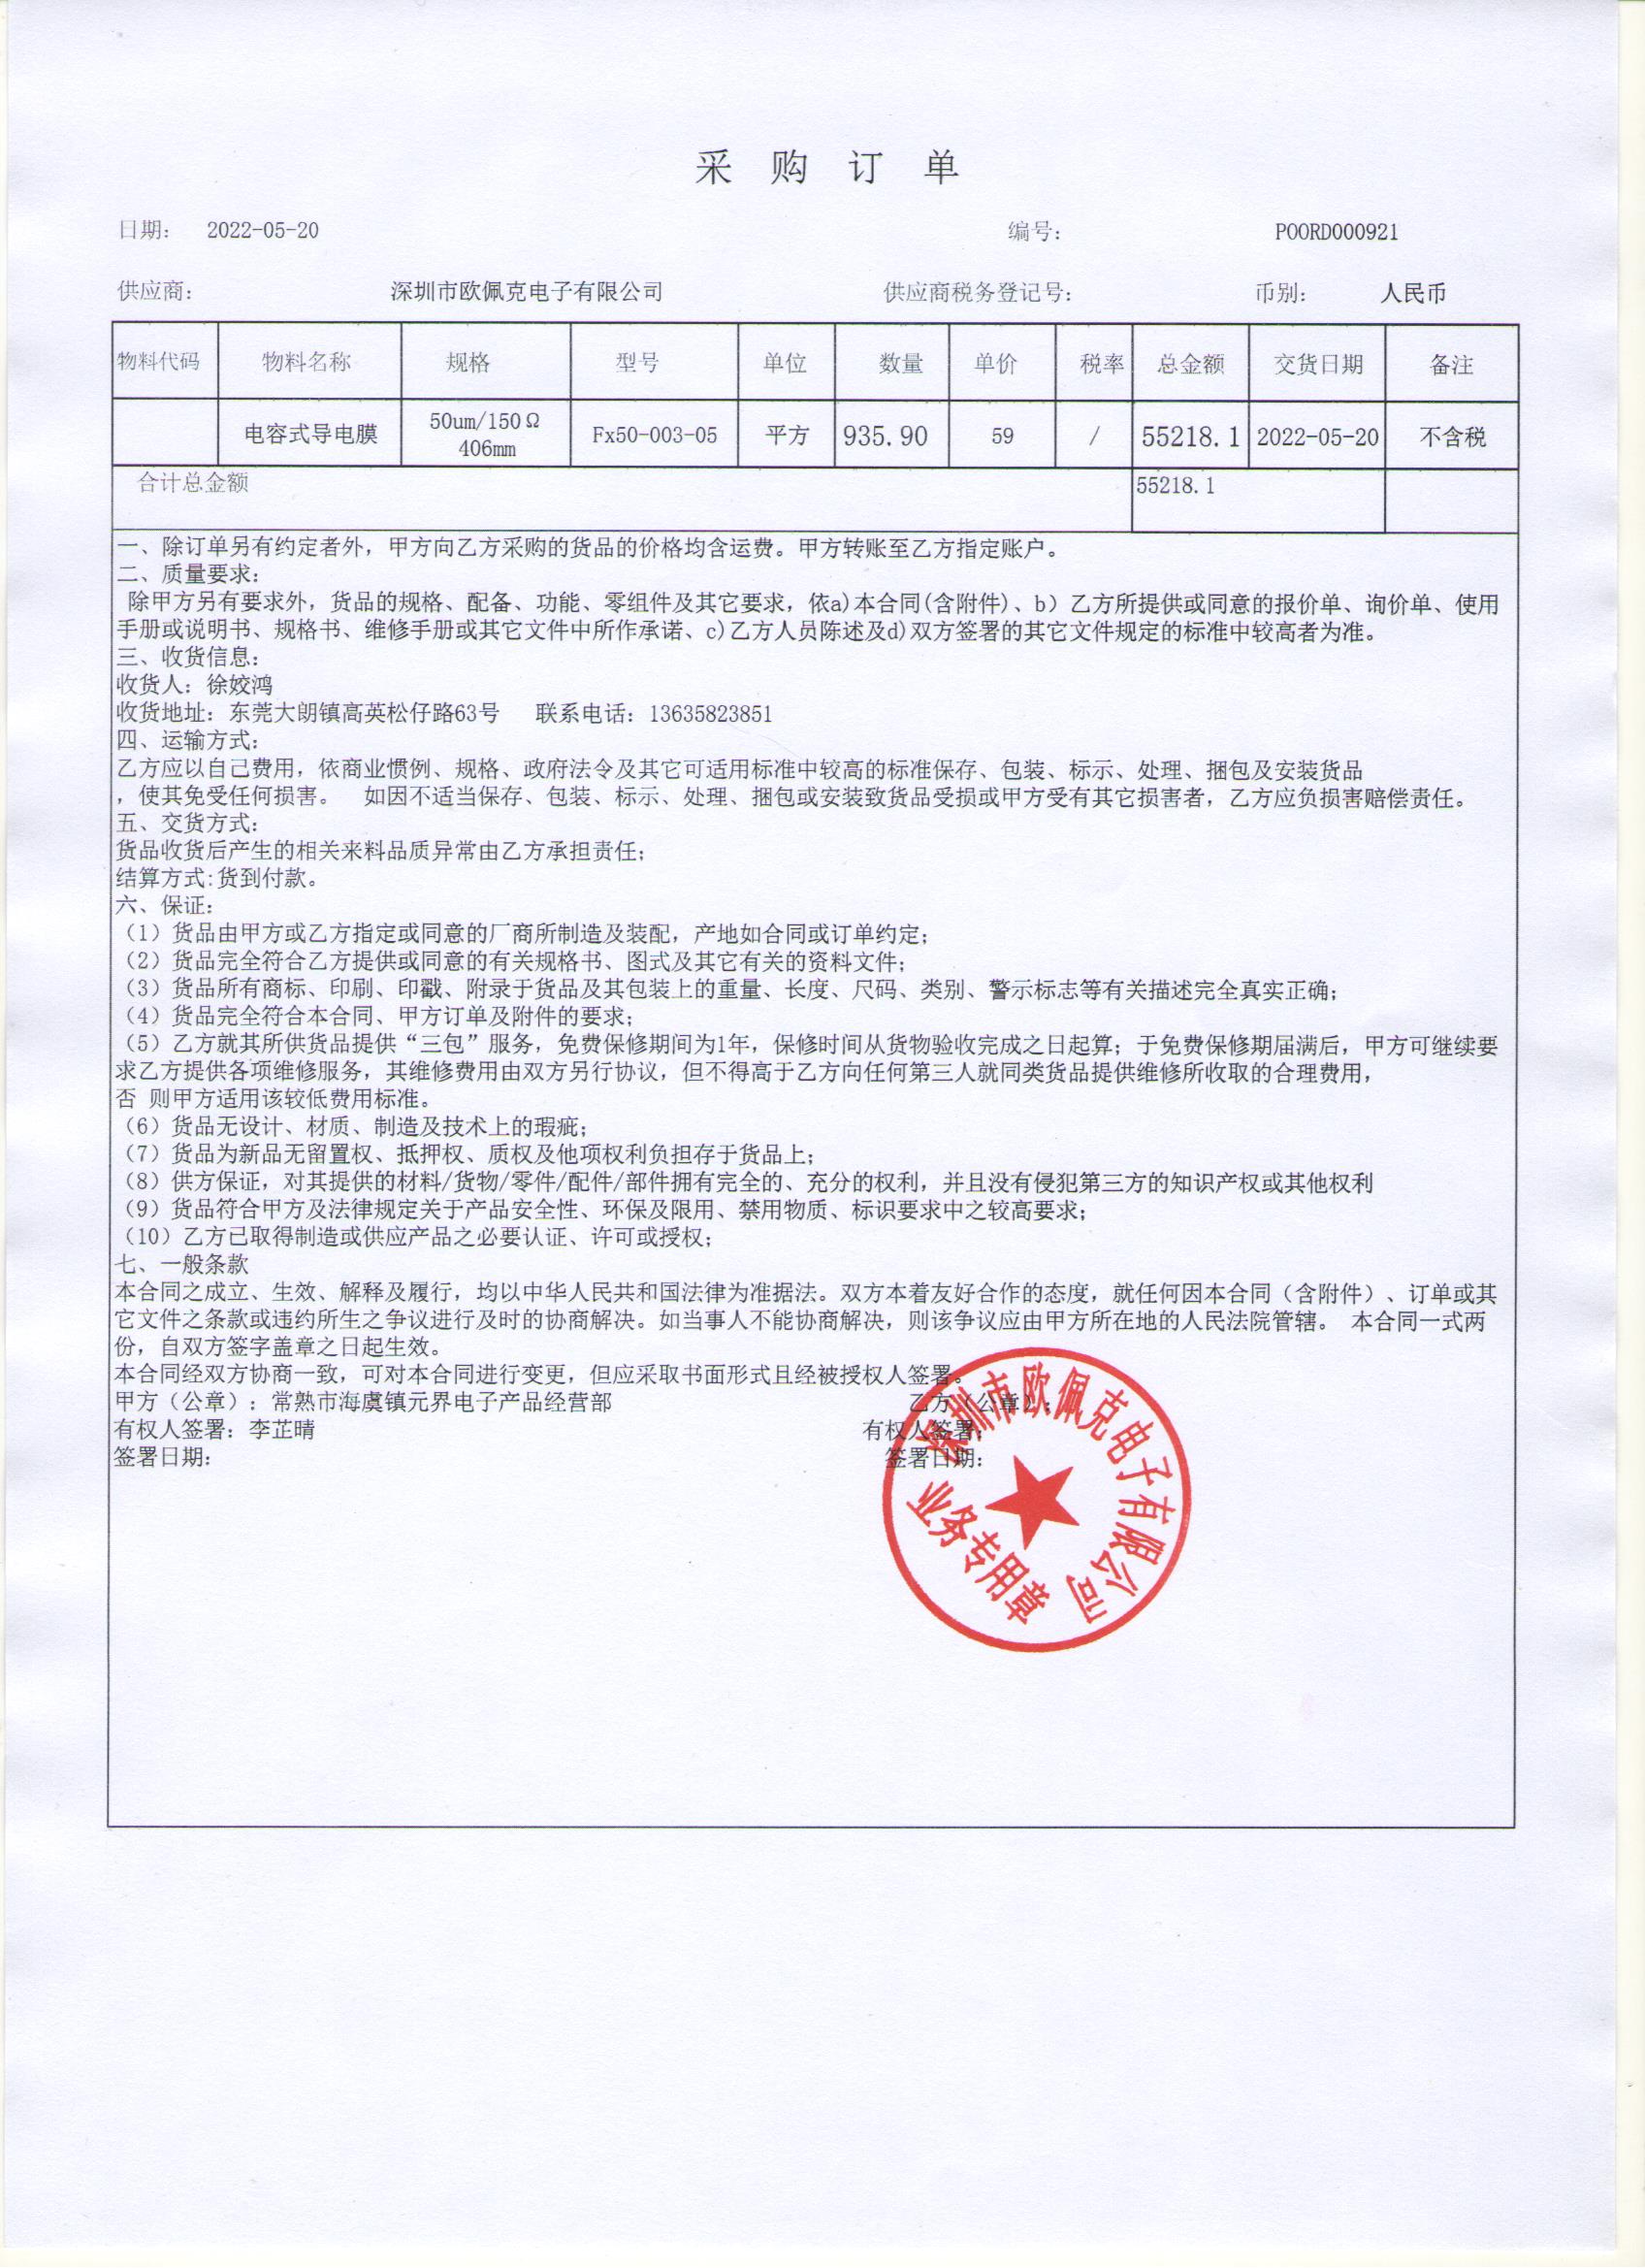 采购订单
日期： 2022-05-20 编号： POORD000921
供应商： 深圳市欧佩克电子有限公司 供应商税务登记号： 币别： 人民币
物料代码 物料名称 规格 型号 单位 数量 单价 税率 总金额 交货日期 备注
电容式导电膜 50um/150Ω 406mm Fx50-003-05 平方 935.90 59 / 55218.1 2022-05-20 不含税
合计总金额 55218.1
一、除订单另有约定者外，甲方向乙方采购的货品的价格均含运费。甲方转账至乙方指定账户。
二、质量要求：
除甲方另有要求外，货品的规格、配备、功能、零组件及其它要求，依a)本合同(含附件)、b）乙方所提供或同意的报价单、询价单、使用
手册或说明书、规格书、维修手册或其它文件中所作承诺、c)乙方人员陈述及d)双方签署的其它文件规定的标准中较高者为准。
三、收货信息：
收货人：徐姣鸿
收货地址：东莞大朗镇高英松仔路63号 联系电话：13635823851
四、运输方式：
乙方应以自己费用，依商业惯例、规格、政府法令及其它可适用标准中较高的标准保存、包装、标示、处理、捆包及安装货品
，使其免受任何损害。 如因不适当保存、包装、标示、处理、捆包或安装致货品受损或甲方受有其它损害者，乙方应负损害赔偿责任。
五、交货方式：
货品收货后产生的相关来料品质异常由乙方承担责任；
结算方式:货到付款。
六、保证：
（1）货品由甲方或乙方指定或同意的厂商所制造及装配，产地如合同或订单约定；
（2）货品完全符合乙方提供或同意的有关规格书、图式及其它有关的资料文件；
（3）货品所有商标、印刷、印戳、附录于货品及其包装上的重量、长度、尺码、类别、警示标志等有关描述完全真实正确；
（4）货品完全符合本合同、甲方订单及附件的要求；
（5）乙方就其所供货品提供“三包”服务，免费保修期间为1年，保修时间从货物验收完成之日起算；于免费保修期届满后，甲方可继续要
求乙方提供各项维修服务，其维修费用由双方另行协议，但不得高于乙方向任何第三人就同类货品提供维修所收取的合理费用，
否 则甲方适用该较低费用标准。
（6）货品无设计、材质、制造及技术上的瑕疵；
（7）货品为新品无留置权、抵押权、质权及他项权利负担存于货品上；
（8）供方保证，对其提供的材料/货物/零件/配件/部件拥有完全的、充分的权利，并且没有侵犯第三方的知识产权或其他权利
（9）货品符合甲方及法律规定关于产品安全性、环保及限用、禁用物质、标识要求中之较高要求；
（10）乙方已取得制造或供应产品之必要认证、许可或授权；
七、一般条款
本合同之成立、生效、解释及履行，均以中华人民共和国法律为准据法。双方本着友好合作的态度，就任何因本合同（含附件）、订单或其
它文件之条款或违约所生之争议进行及时的协商解决。如当事人不能协商解决，则该争议应由甲方所在地的人民法院管辖。 本合同一式两
份，自双方签字盖章之日起生效。
本合同经双方协商一致，可对本合同进行变更，但应采取书面形式且经被授权人签署。
甲方（公章）：常熟市海虞镇元界电子产品经营部 乙方（公章）：
有权人签署：李芷晴 有权人签署：
签署日期： 签署日期：
深圳市欧佩克电子有限公司
业务专用章